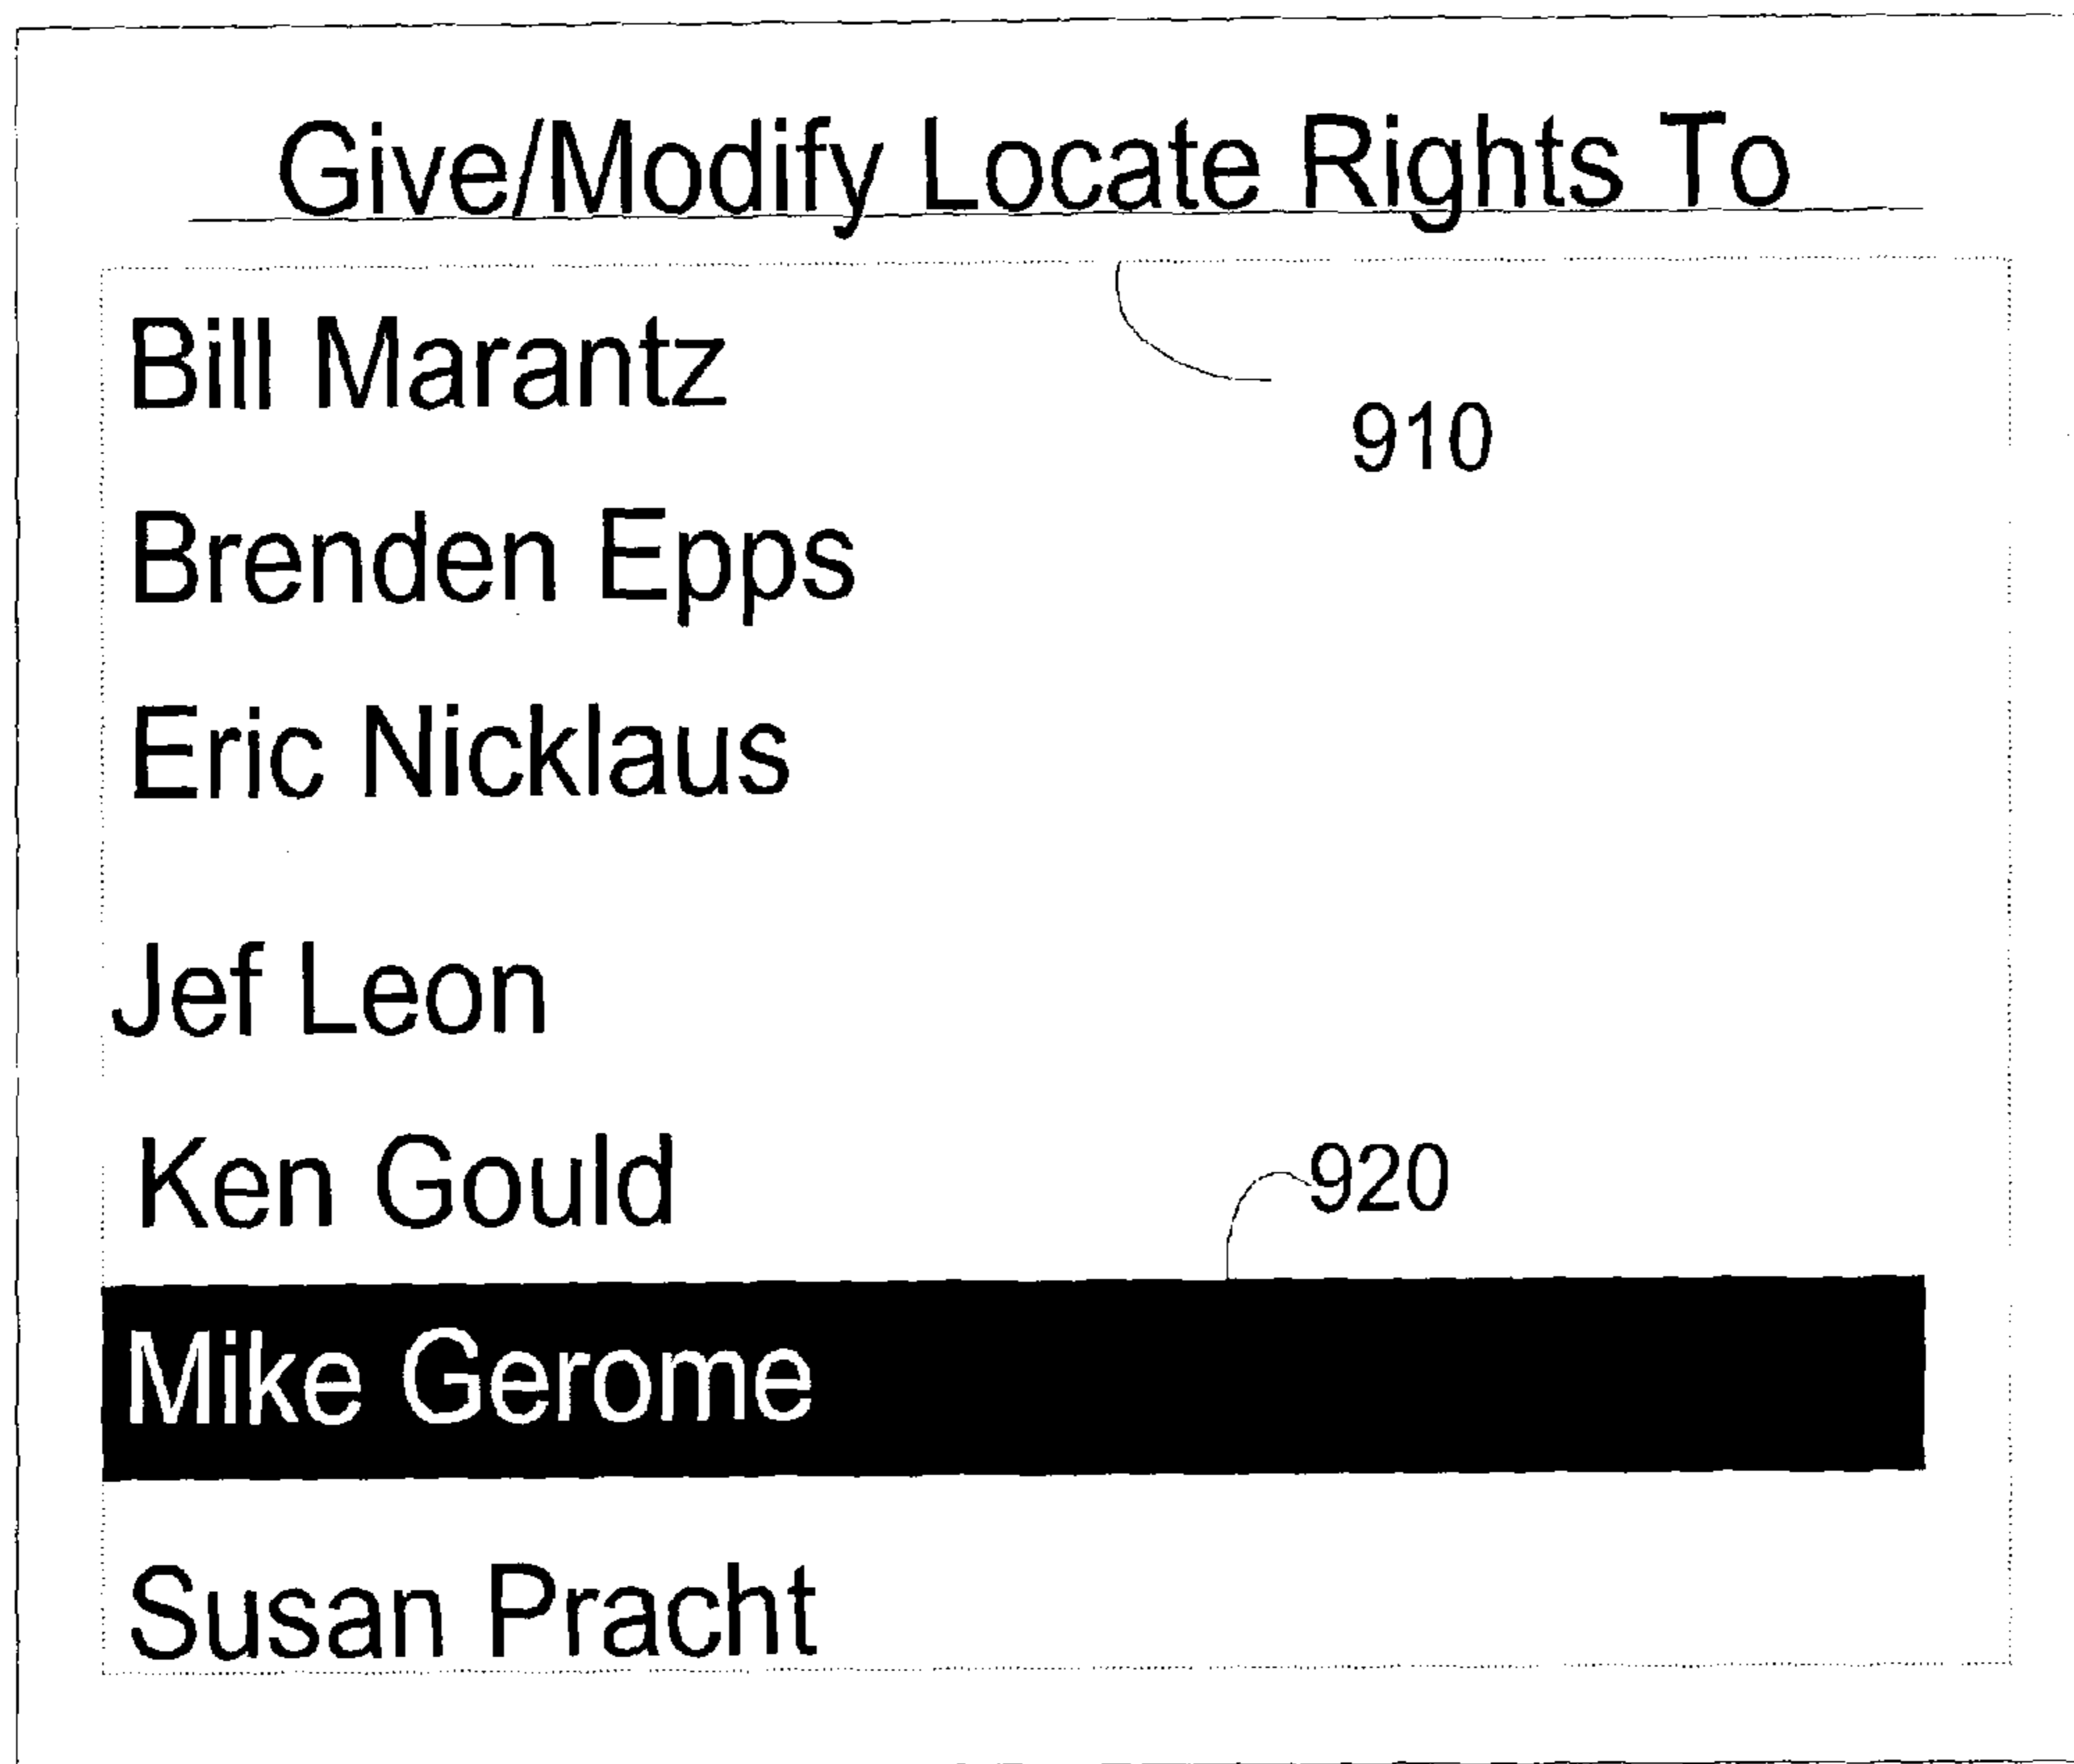 Give/Modify Locate Rights To
Bill Marantz
910
Brenden Epps
Eric Nicklaus
Jef Leon
Ken Gould
920
Mike Gerome
Susan Pracht